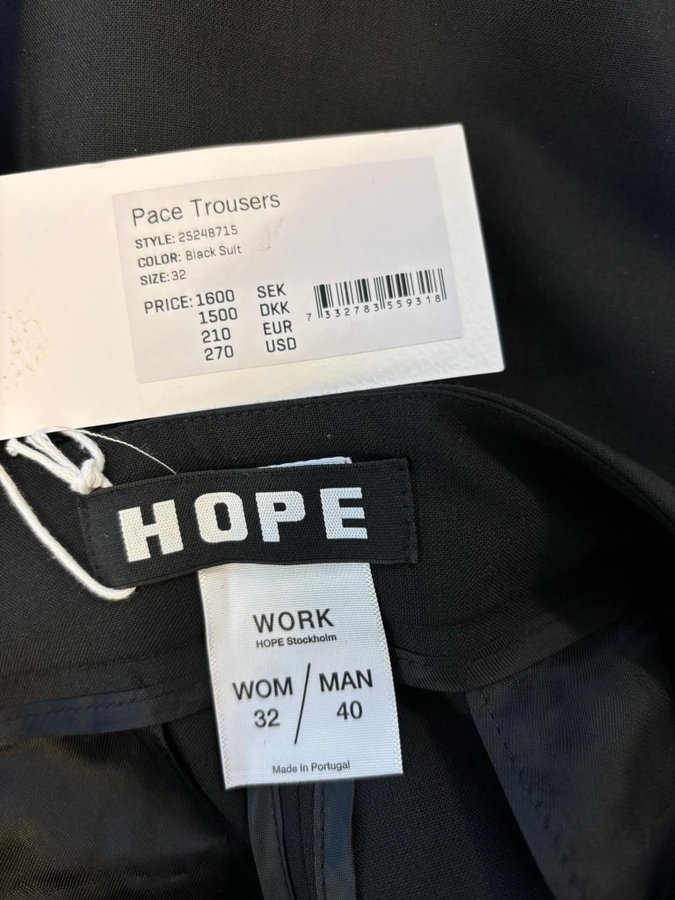 Pace Trousers
STYLE: 25248715
COLOR: Black Suit
SIZE: 32
PRICE: 1600 SEK
1500 DKK
210 EUR
270 USD
7 332783 559318
HOPE
WORK
HOPE Stockholm
WOM / MAN
32 / 40
Made In Portugal